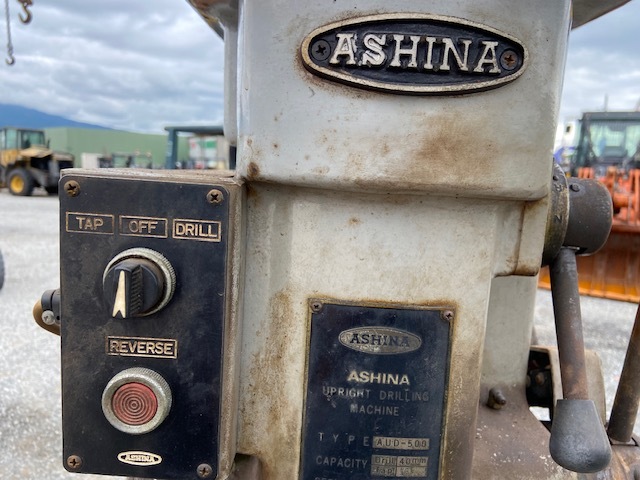 ASHINA
TAP OFF DRILL
REVERSE
ASHINA
ASHINA
ASHINA
UPRIGHT DRILLING
MACHINE
TYPE AUD-500
CAPACITY